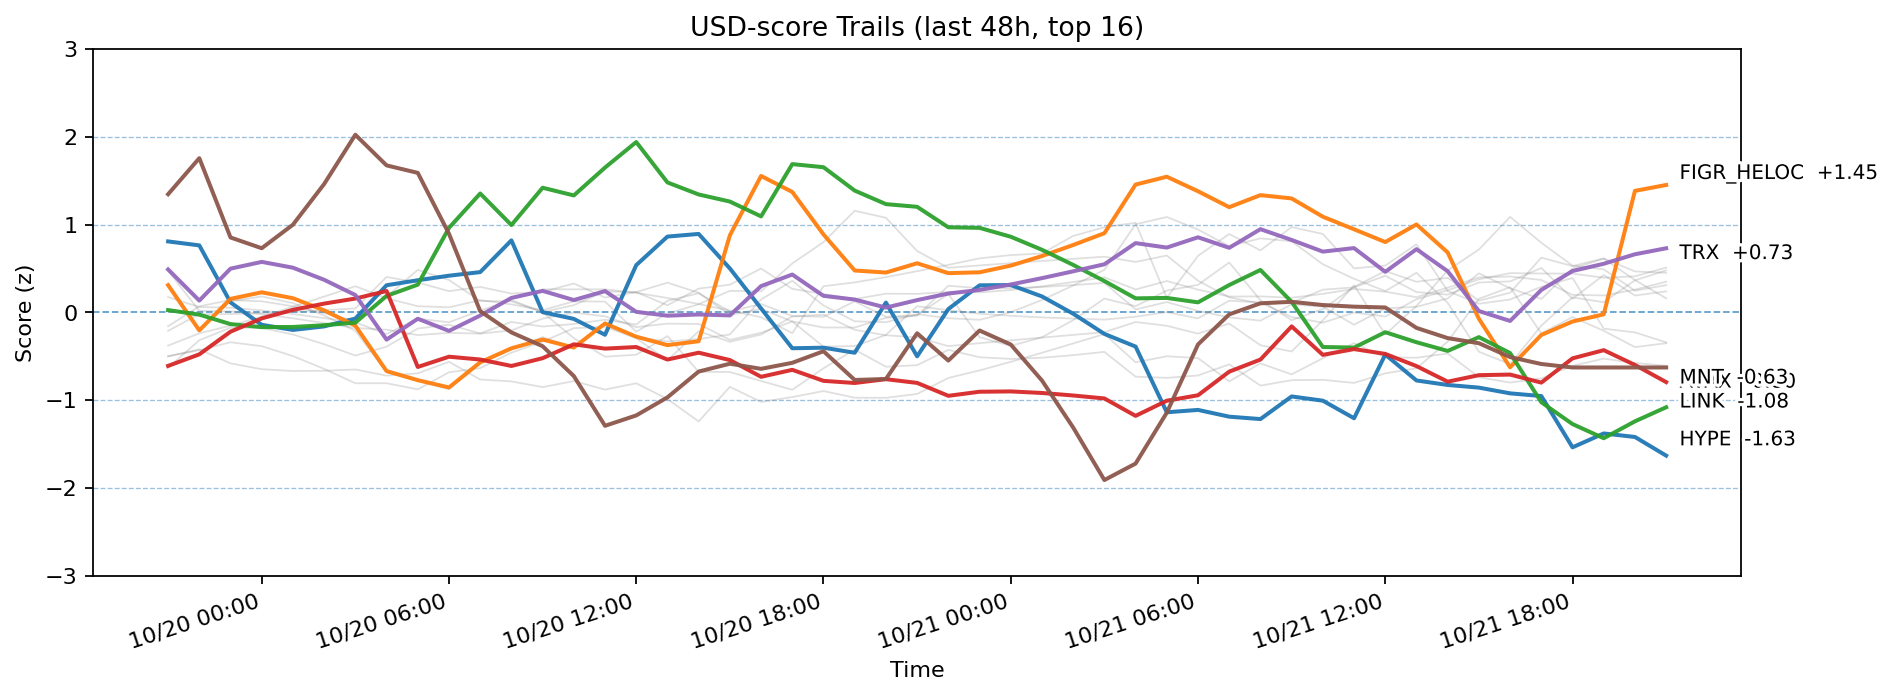 USD-score Trails (last 48h, top 16)
Score (z)
3
2
1
0
−1
−2
−3
FIGR_HELOC +1.45
TRX +0.73
MNT -0.63
LINK -1.08
HYPE -1.63
10/20 00:00
10/20 06:00
10/20 12:00
10/20 18:00
10/21 00:00
10/21 06:00
10/21 12:00
10/21 18:00
Time